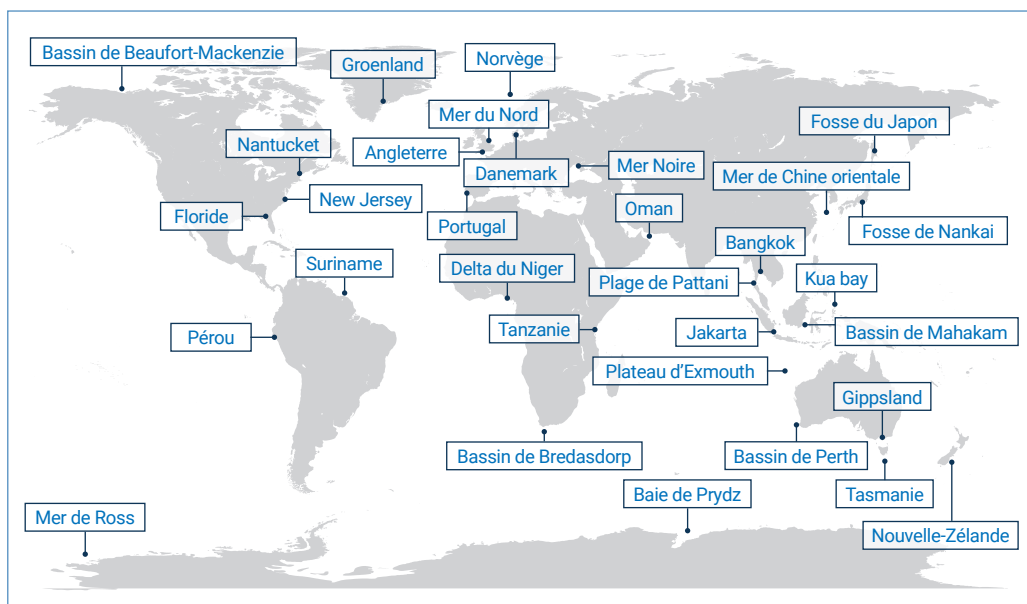 Bassin de Beaufort-Mackenzie
Groenland
Norvège
Mer du Nord
Fosse du Japon
Nantucket
Angleterre
Danemark
Mer Noire
Mer de Chine orientale
New Jersey
Floride
Portugal
Oman
Fosse de Nankai
Bangkok
Suriname
Delta du Niger
Plage de Pattani
Kua bay
Pérou
Tanzanie
Jakarta
Bassin de Mahakam
Plateau d’Exmouth
Gippsland
Bassin de Bredasdorp
Bassin de Perth
Baie de Prydz
Tasmanie
Mer de Ross
Nouvelle-Zélande